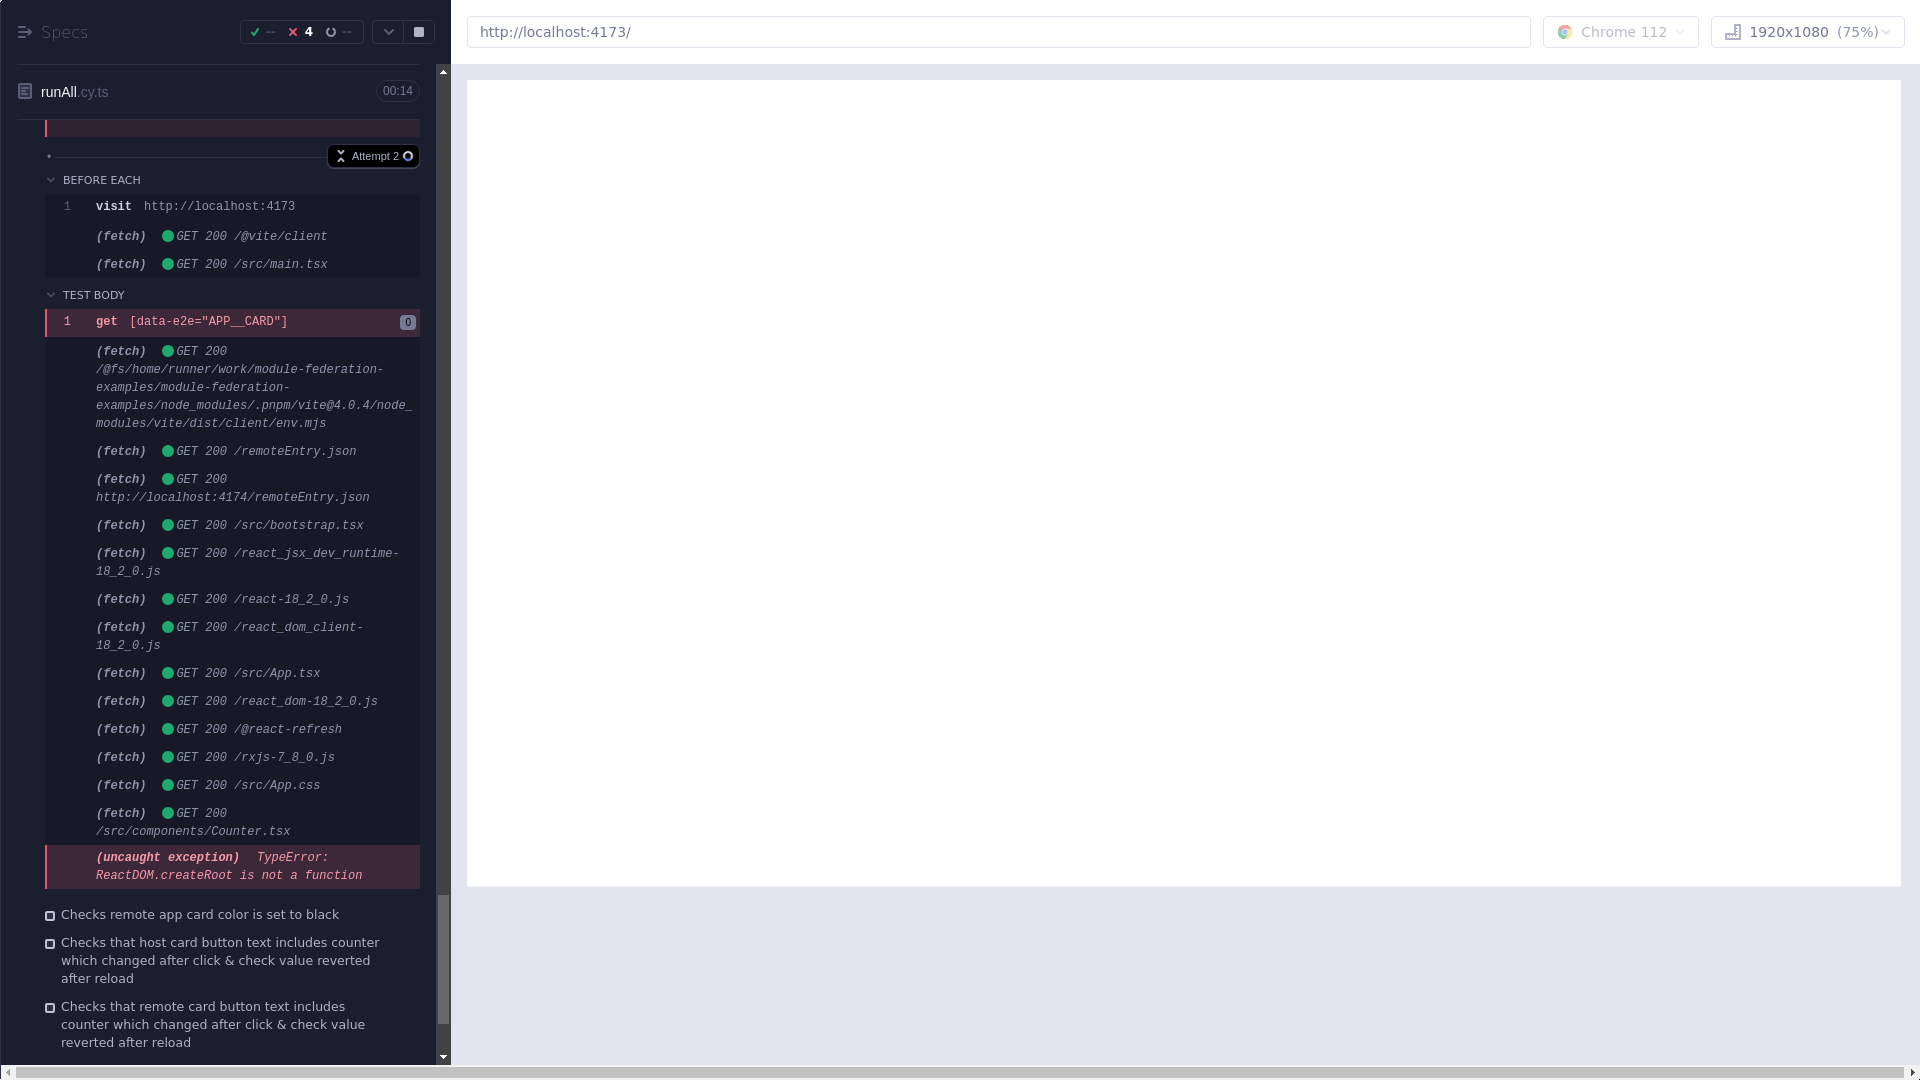 Specs
-- 4 --
http://localhost:4173/
Chrome 112
1920x1080 (75%)
runAll.cy.ts
00:14
Attempt 2
BEFORE EACH
1 visit http://localhost:4173
(fetch) GET 200 /@vite/client
(fetch) GET 200 /src/main.tsx
TEST BODY
1 get [data-e2e="APP__CARD"] 0
(fetch) GET 200
/@fs/home/runner/work/module-federation-
examples/module-federation-
examples/node_modules/.pnpm/vite@4.0.4/node_
modules/vite/dist/client/env.mjs
(fetch) GET 200 /remoteEntry.json
(fetch) GET 200
http://localhost:4174/remoteEntry.json
(fetch) GET 200 /src/bootstrap.tsx
(fetch) GET 200 /react_jsx_dev_runtime-
18_2_0.js
(fetch) GET 200 /react-18_2_0.js
(fetch) GET 200 /react_dom_client-
18_2_0.js
(fetch) GET 200 /src/App.tsx
(fetch) GET 200 /react_dom-18_2_0.js
(fetch) GET 200 /@react-refresh
(fetch) GET 200 /rxjs-7_8_0.js
(fetch) GET 200 /src/App.css
(fetch) GET 200
/src/components/Counter.tsx
(uncaught exception) TypeError:
ReactDOM.createRoot is not a function
Checks remote app card color is set to black
Checks that host card button text includes counter
which changed after click & check value reverted
after reload
Checks that remote card button text includes
counter which changed after click & check value
reverted after reload